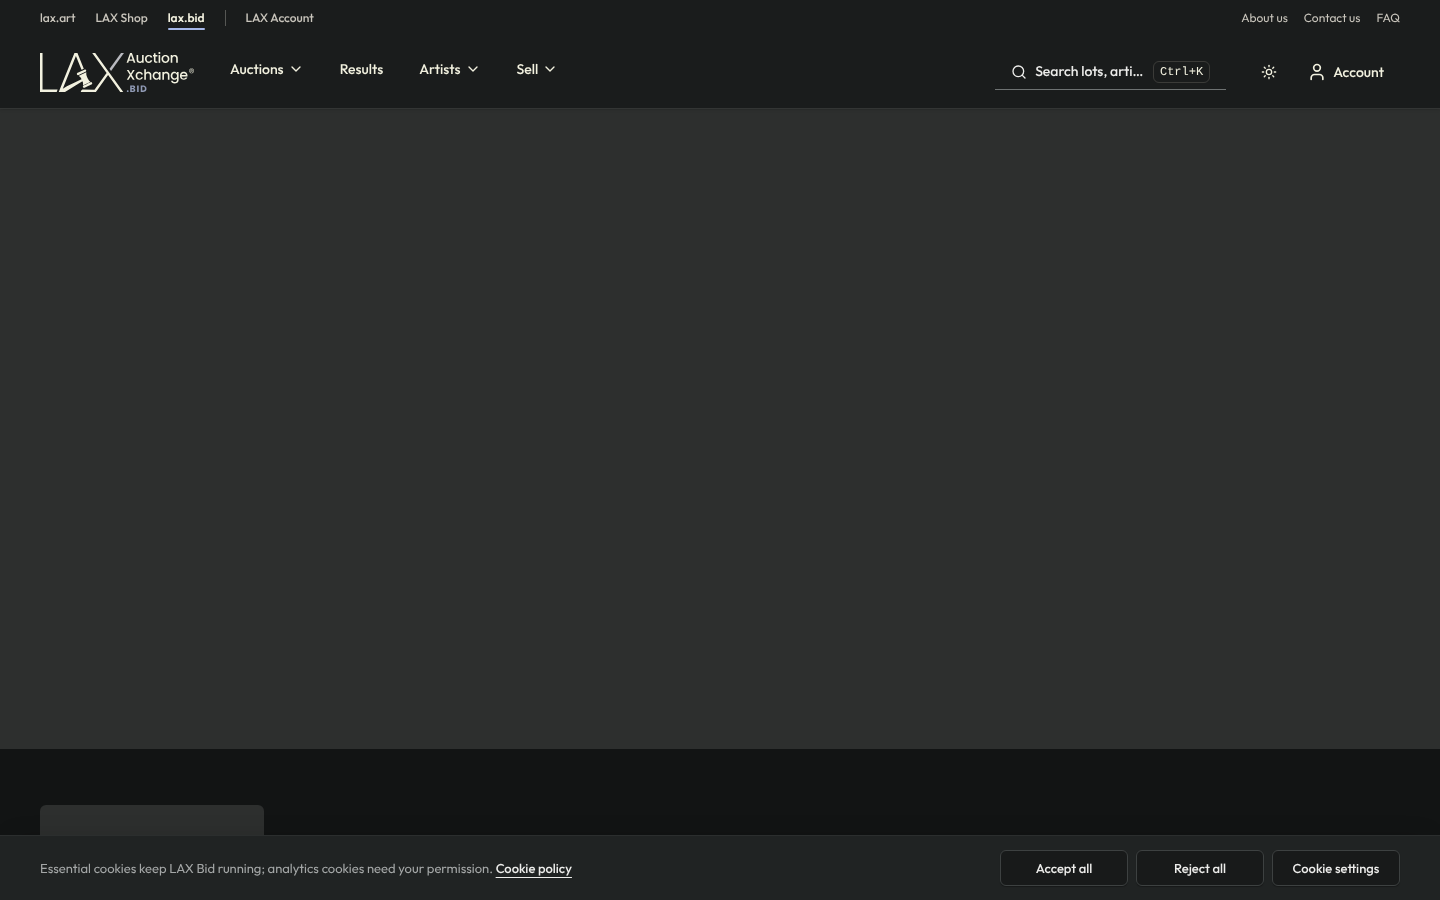 lax.art LAX Shop lax.bid LAX Account About us Contact us FAQ
LAX Auction Xchange® .BID
Auctions Results Artists Sell Search lots, arti... Ctrl+K Account
Essential cookies keep LAX Bid running; analytics cookies need your permission. Cookie policy Accept all Reject all Cookie settings